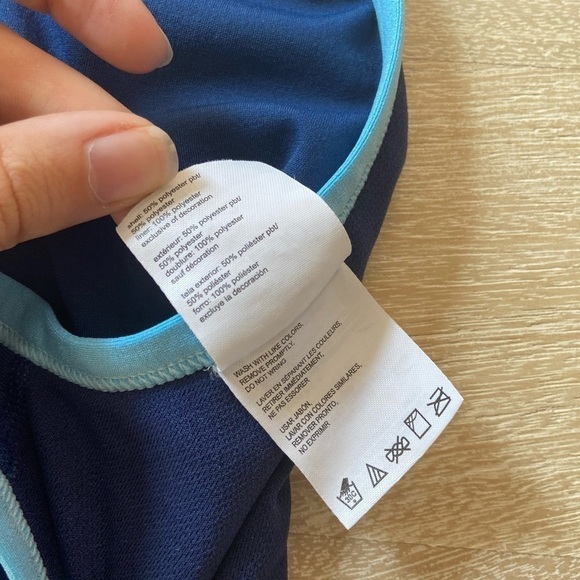 shell: 50% polyester pbt/
50% polyester
liner: 100% polyester
exclusive of decoration
extérieur: 50% polyester pbt/
50% polyester
doublure: 100% polyester
sauf décoration
tela exterior: 50% poliéster pbt/
50% poliéster
forro: 100% poliéster
excluye la decoración
WASH WITH LIKE COLORS.
REMOVE PROMPTLY.
DO NOT WRING
LAVER EN SÉPARANT LES COULEURS,
RETIRER IMMÉDIATEMENT.
NE PAS ESSORER
USAR JABÓN.
LAVAR CON COLORES SIMILARES.
REMOVER PRONTO.
NO EXPRIMIR
30C